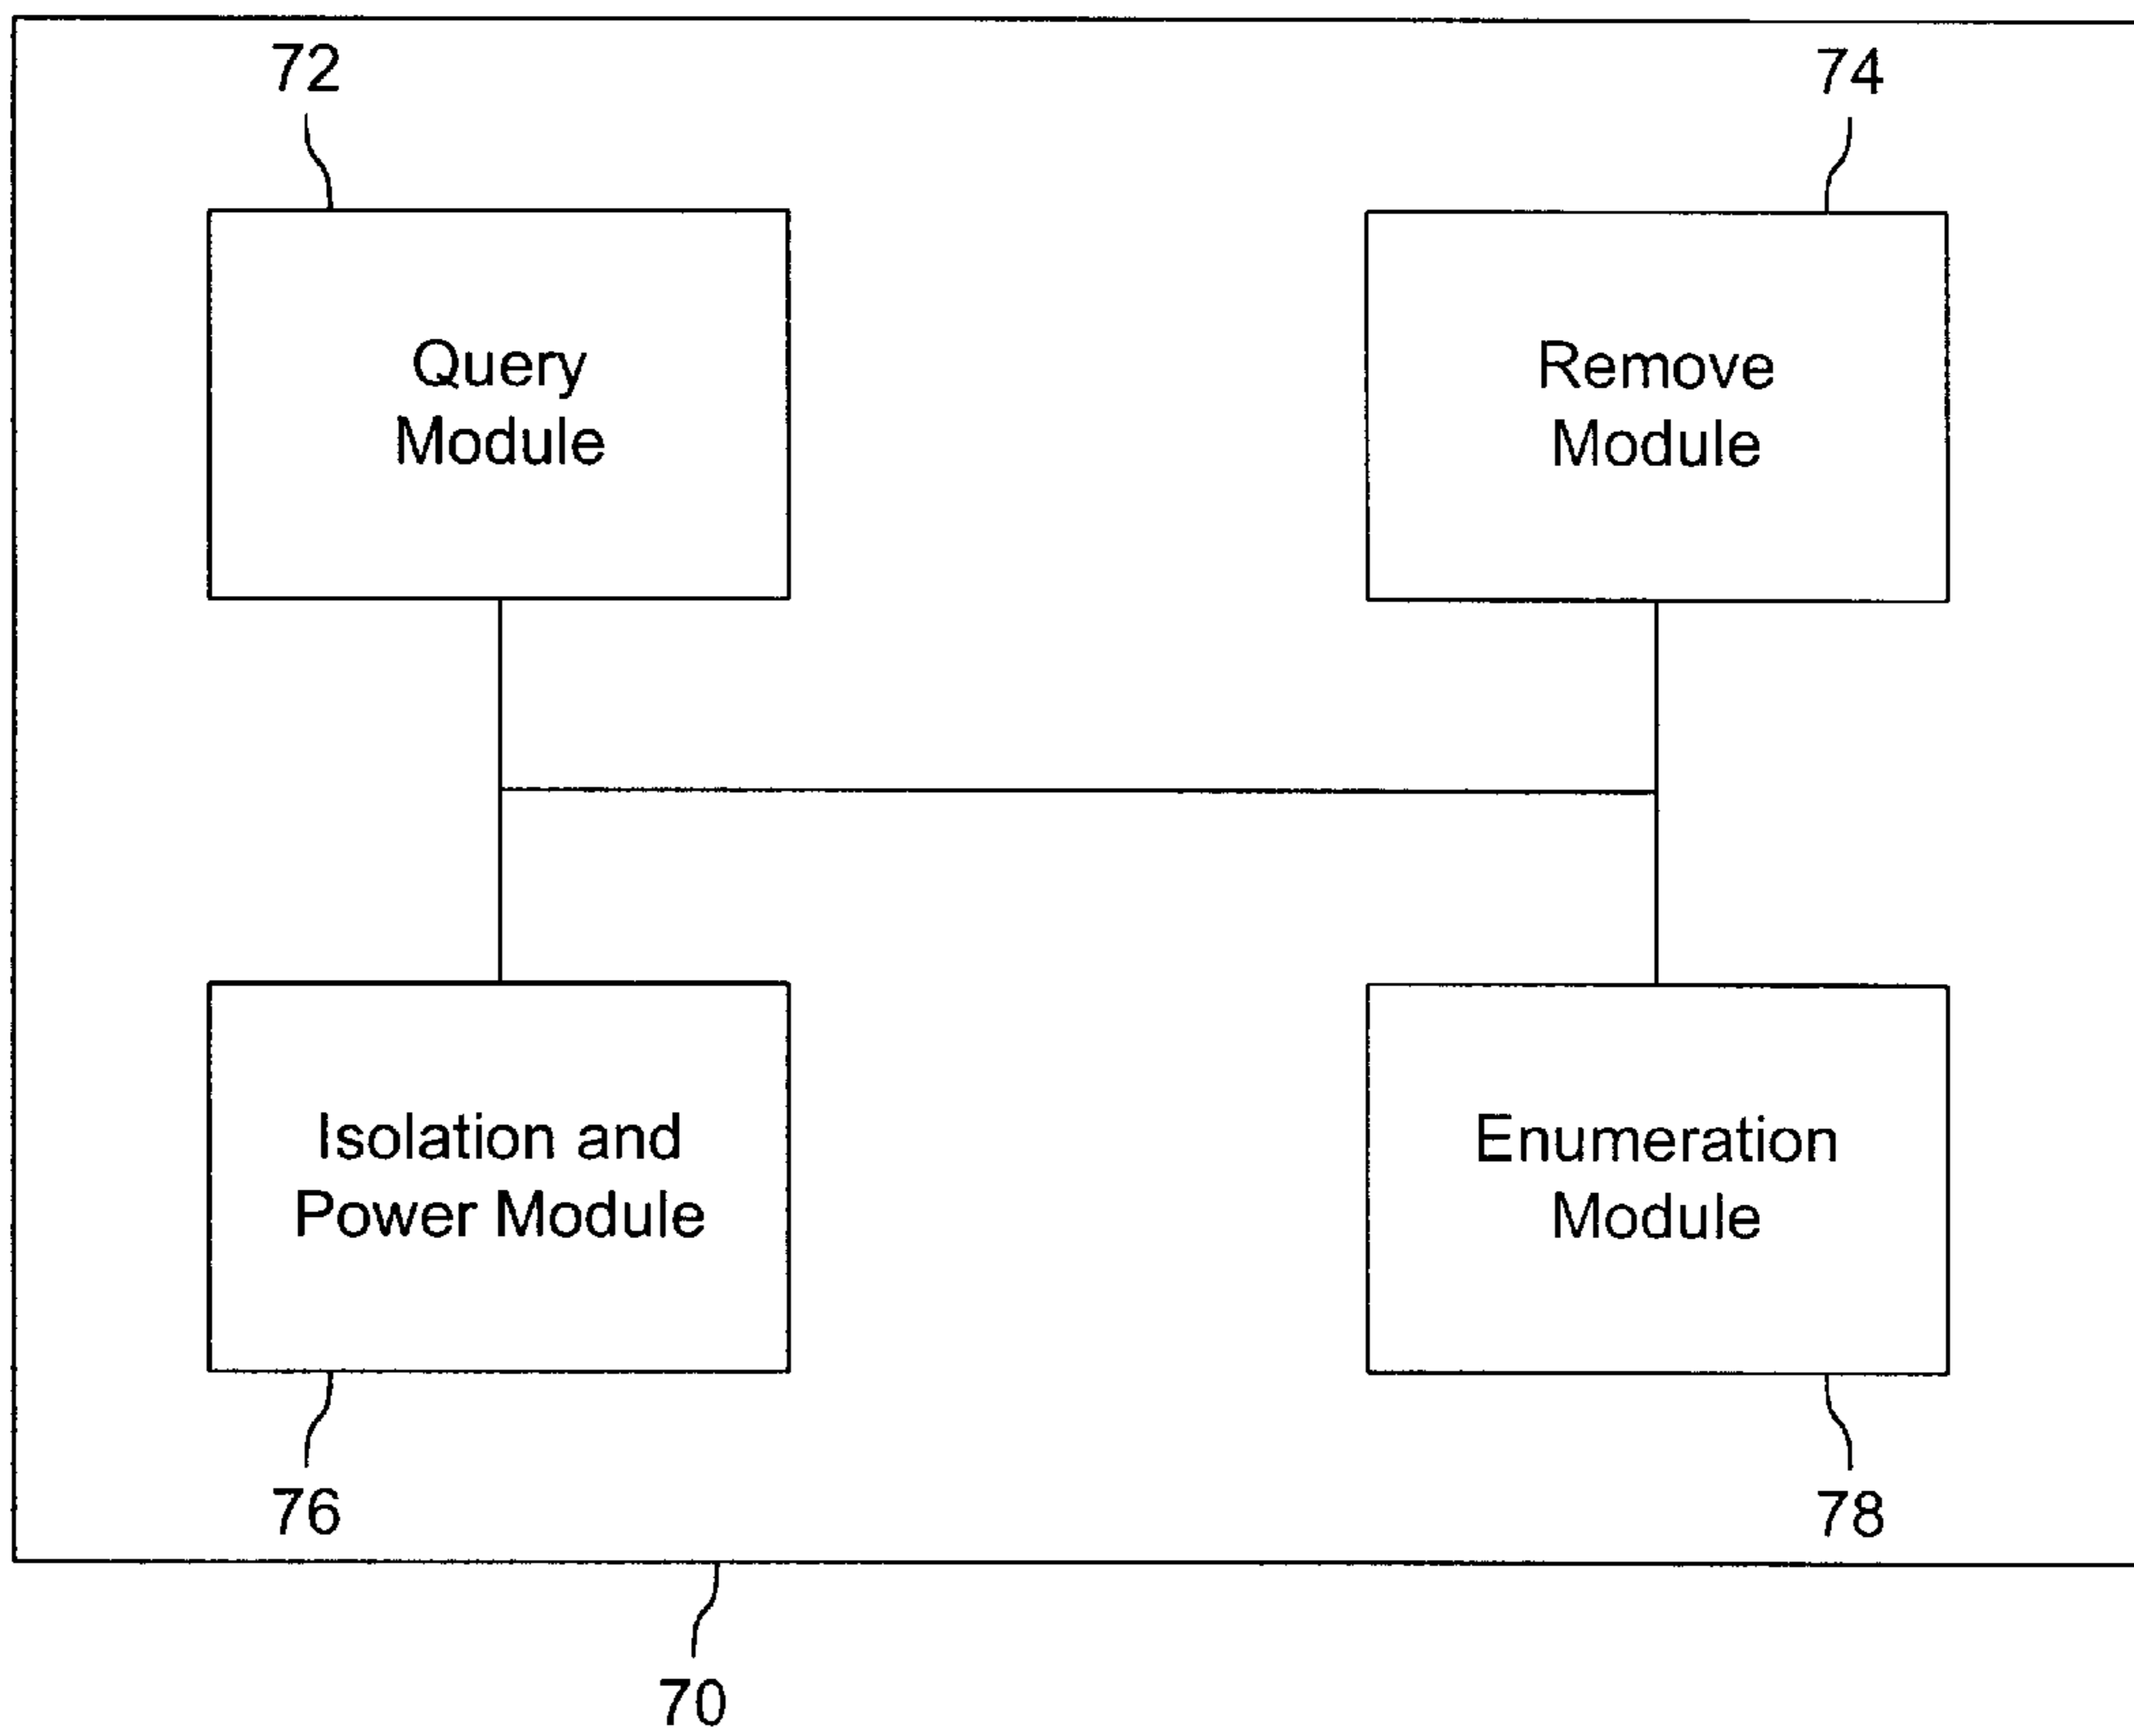 72
74
Query
Module
Remove
Module
Isolation and
Power Module
Enumeration
Module
76
78
70